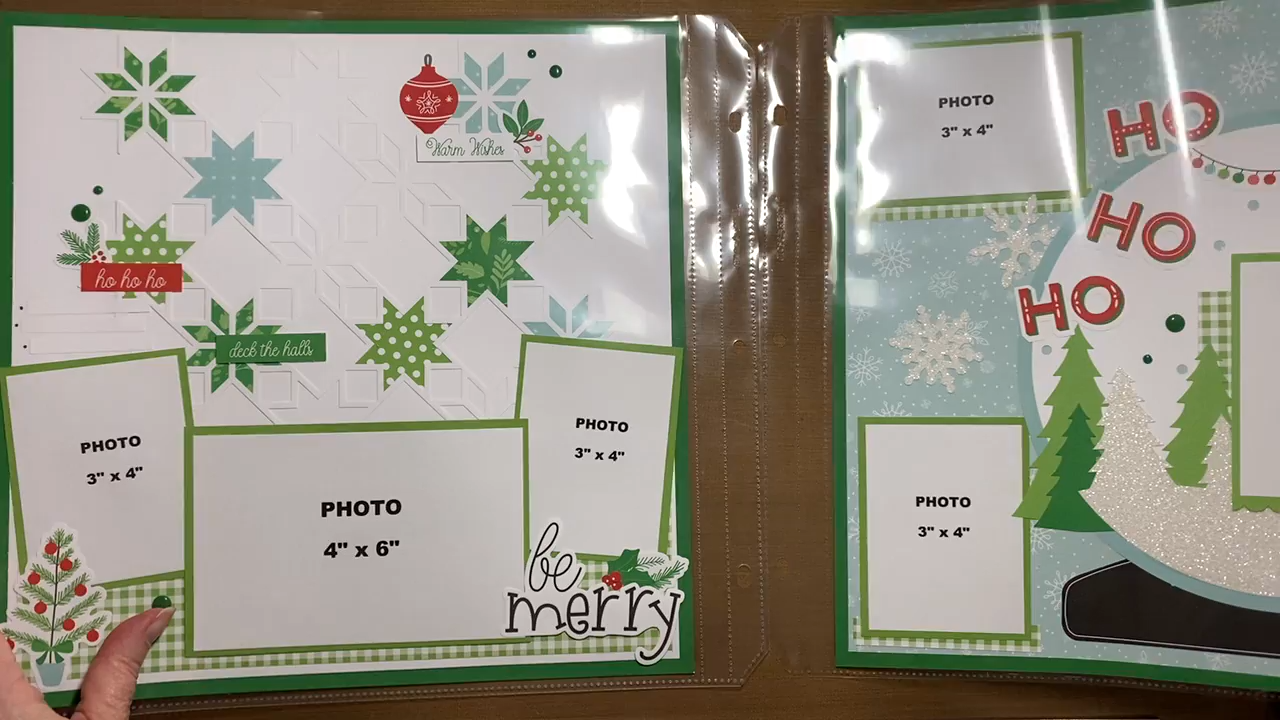 Warm Wishes
ho ho ho
deck the halls
PHOTO
3" x 4"
PHOTO
4" x 6"
PHOTO
3" x 4"
be
merry
PHOTO
3" x 4"
HO
HO
HO
PHOTO
3" x 4"